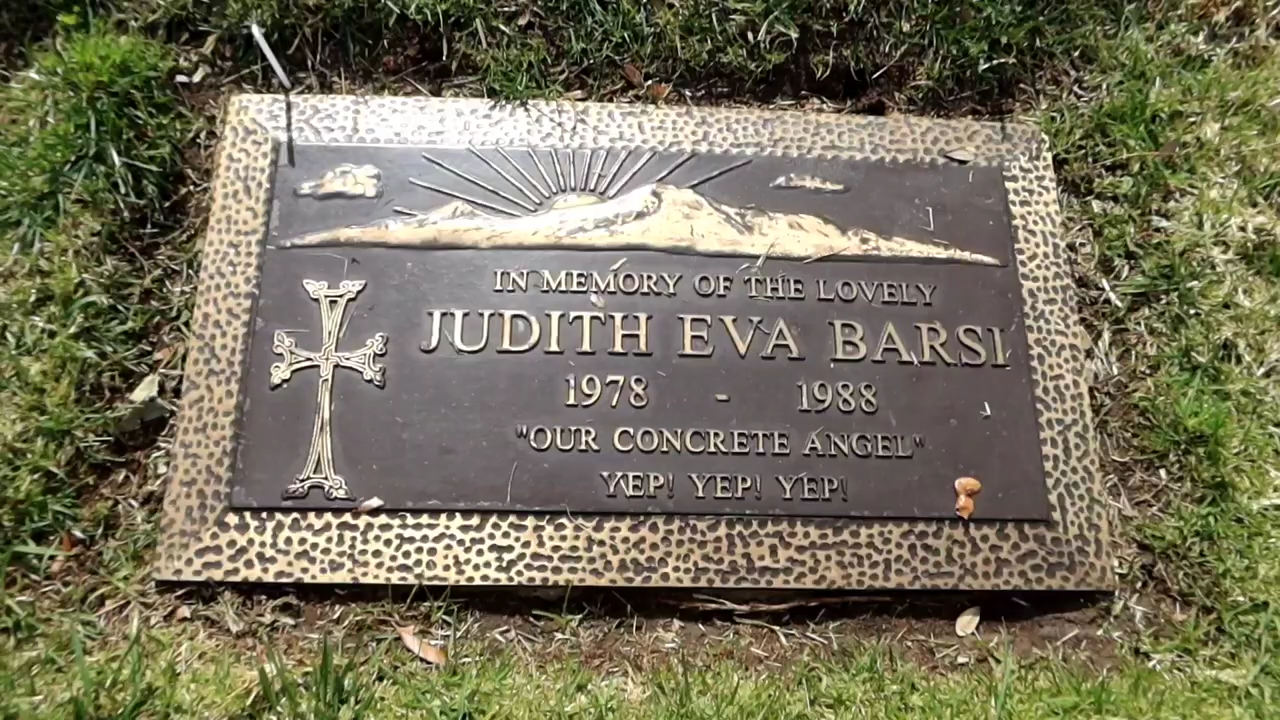 IN MEMORY OF THE LOVELY
JUDITH EVA BARSI
1978 - 1988
"OUR CONCRETE ANGEL"
YEP! YEP! YEP!